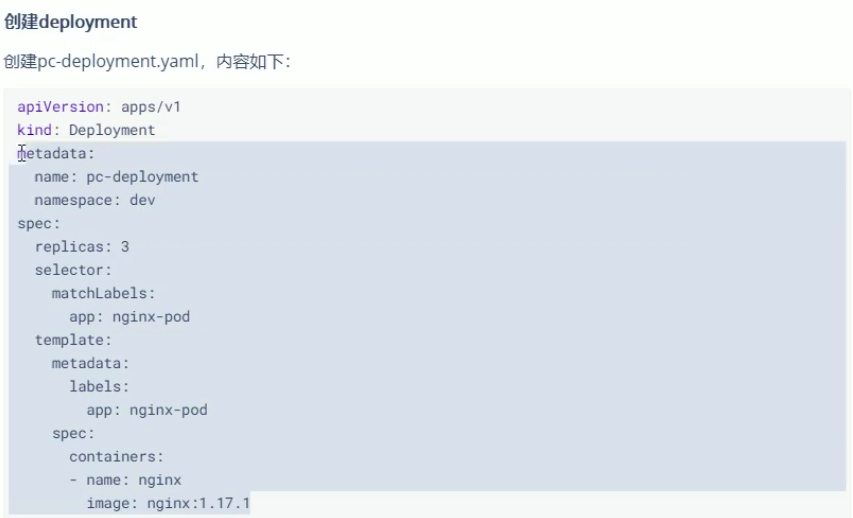 创建deployment
创建pc-deployment.yaml，内容如下：
apiVersion: apps/v1
kind: Deployment
metadata:
  name: pc-deployment
  namespace: dev
spec:
  replicas: 3
  selector:
    matchLabels:
      app: nginx-pod
  template:
    metadata:
      labels:
        app: nginx-pod
    spec:
      containers:
      - name: nginx
        image: nginx:1.17.1